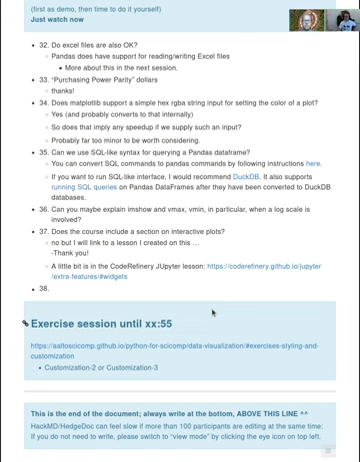 (first as demo, then time to do it yourself)
Just watch now
32. Do excel files are also OK?
Pandas does have support for reading/writing Excel files
More about this in the next session.
33. "Purchasing Power Parity" dollars
thanks!
34. Does matplotlib support a simple hex rgba string input for setting the color of a plot?
Yes (and probably converts to that internally)
So does that imply any speedup if we supply such an input?
Probably far too minor to be worth considering.
35. Can we use SQL-like syntax for querying a Pandas dataframe?
You can convert SQL commands to pandas commands by following instructions here.
If you want to run SQL-like interface, I would recommend DuckDB. It also supports
running SQL queries on Pandas DataFrames after they have been converted to DuckDB
databases.
36. Can you maybe explain imshow and vmax, vmin, in particular, when a log scale is
involved?
37. Does the course include a section on interactive plots?
no but I will link to a lesson I created on this ...
-Thank you!
A little bit is in the CodeRefinery JUpyter lesson: https://coderefinery.github.io/jupyter
/extra-features/#widgets
38.
Exercise session until xx:55
https://aaltoscicomp.github.io/python-for-scicomp/data-visualization/#exercises-styling-and-
customization
Customization-2 or Customization-3
This is the end of the document; always write at the bottom, ABOVE THIS LINE ^^
HackMD/HedgeDoc can feel slow if more than 100 participants are editing at the same time:
If you do not need to write, please switch to "view mode" by clicking the eye icon on top left.